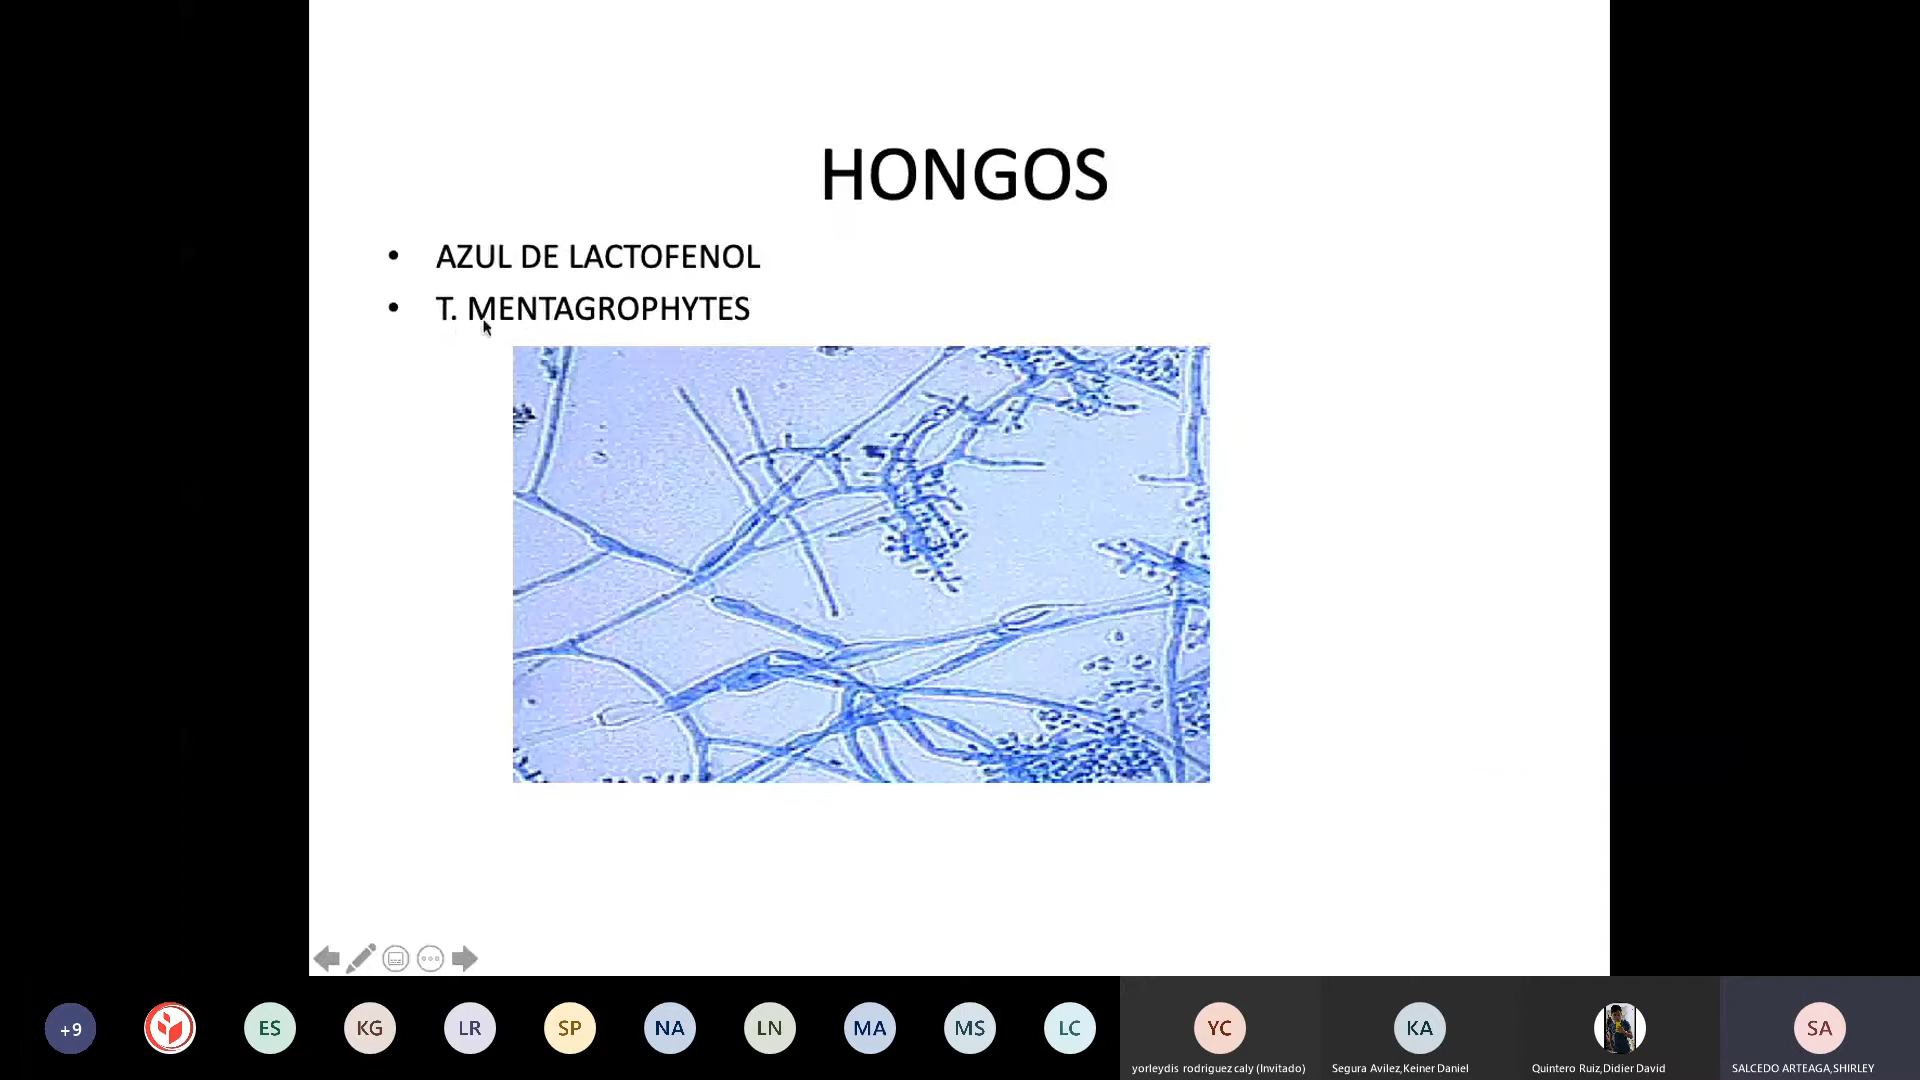 HONGOS
• AZUL DE LACTOFENOL
• T. MENTAGROPHYTES
+9
ES
KG
LR
SP
NA
LN
MA
MS
LC
YC
KA
SA
yorleydis rodriguez caly (Invitado)
Segura Avilez,Keiner Daniel
Quintero Ruiz,Didier David
SALCEDO ARTEAGA,SHIRLEY